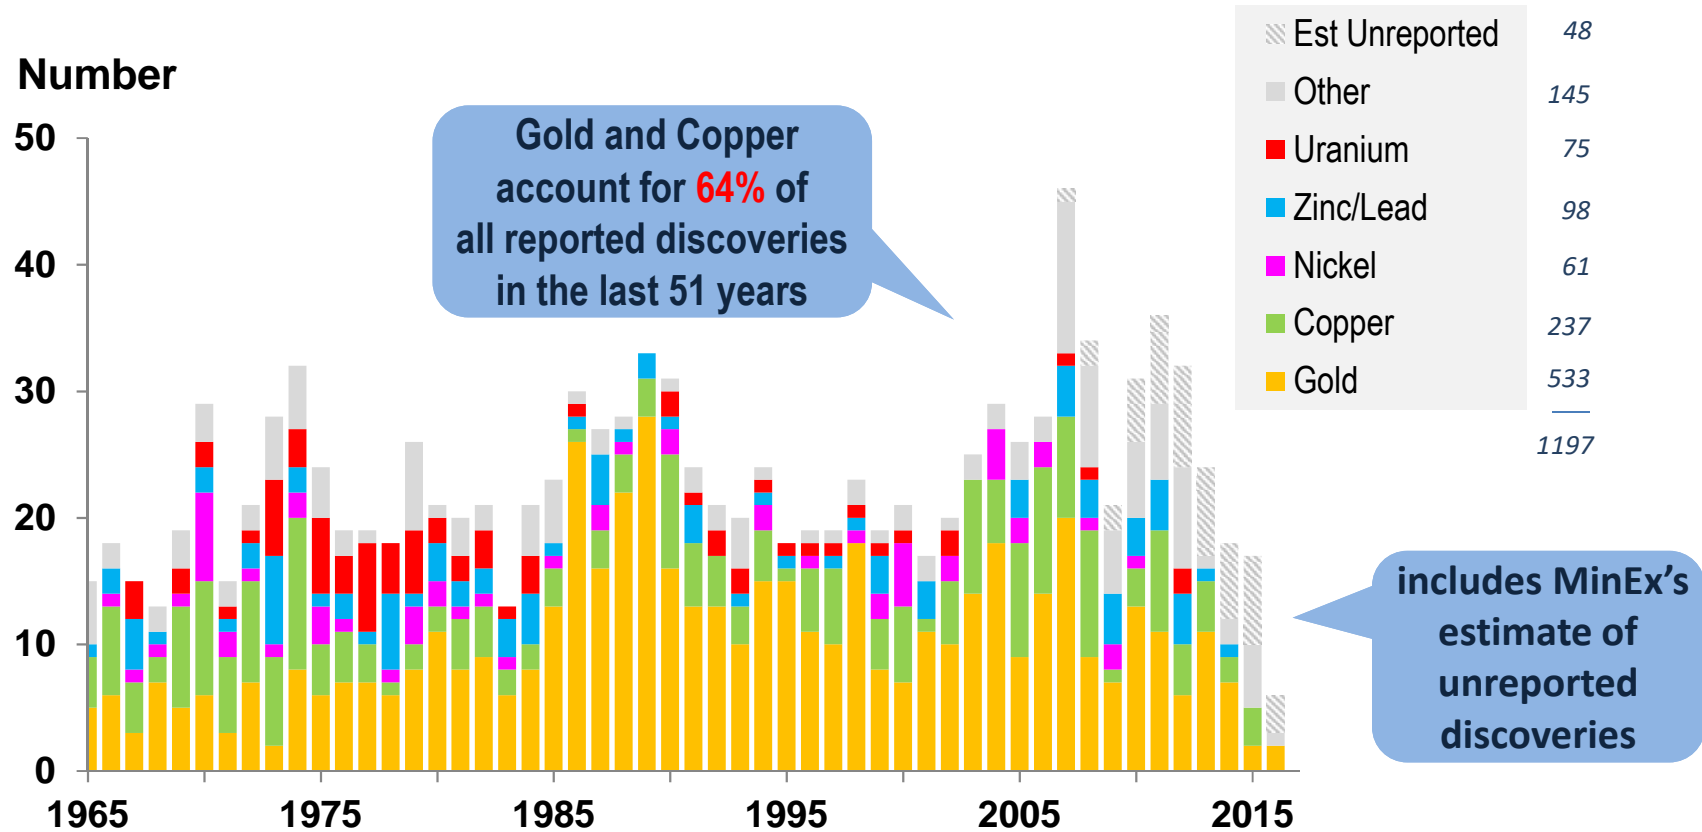 Number
50
40
30
20
10
0
1965
1975
1985
1995
2005
2015
Gold and Copper
account for 64% of
all reported discoveries
in the last 51 years
Est Unreported 48
Other 145
Uranium 75
Zinc/Lead 98
Nickel 61
Copper 237
Gold 533
1197
includes MinEx’s
estimate of
unreported
discoveries